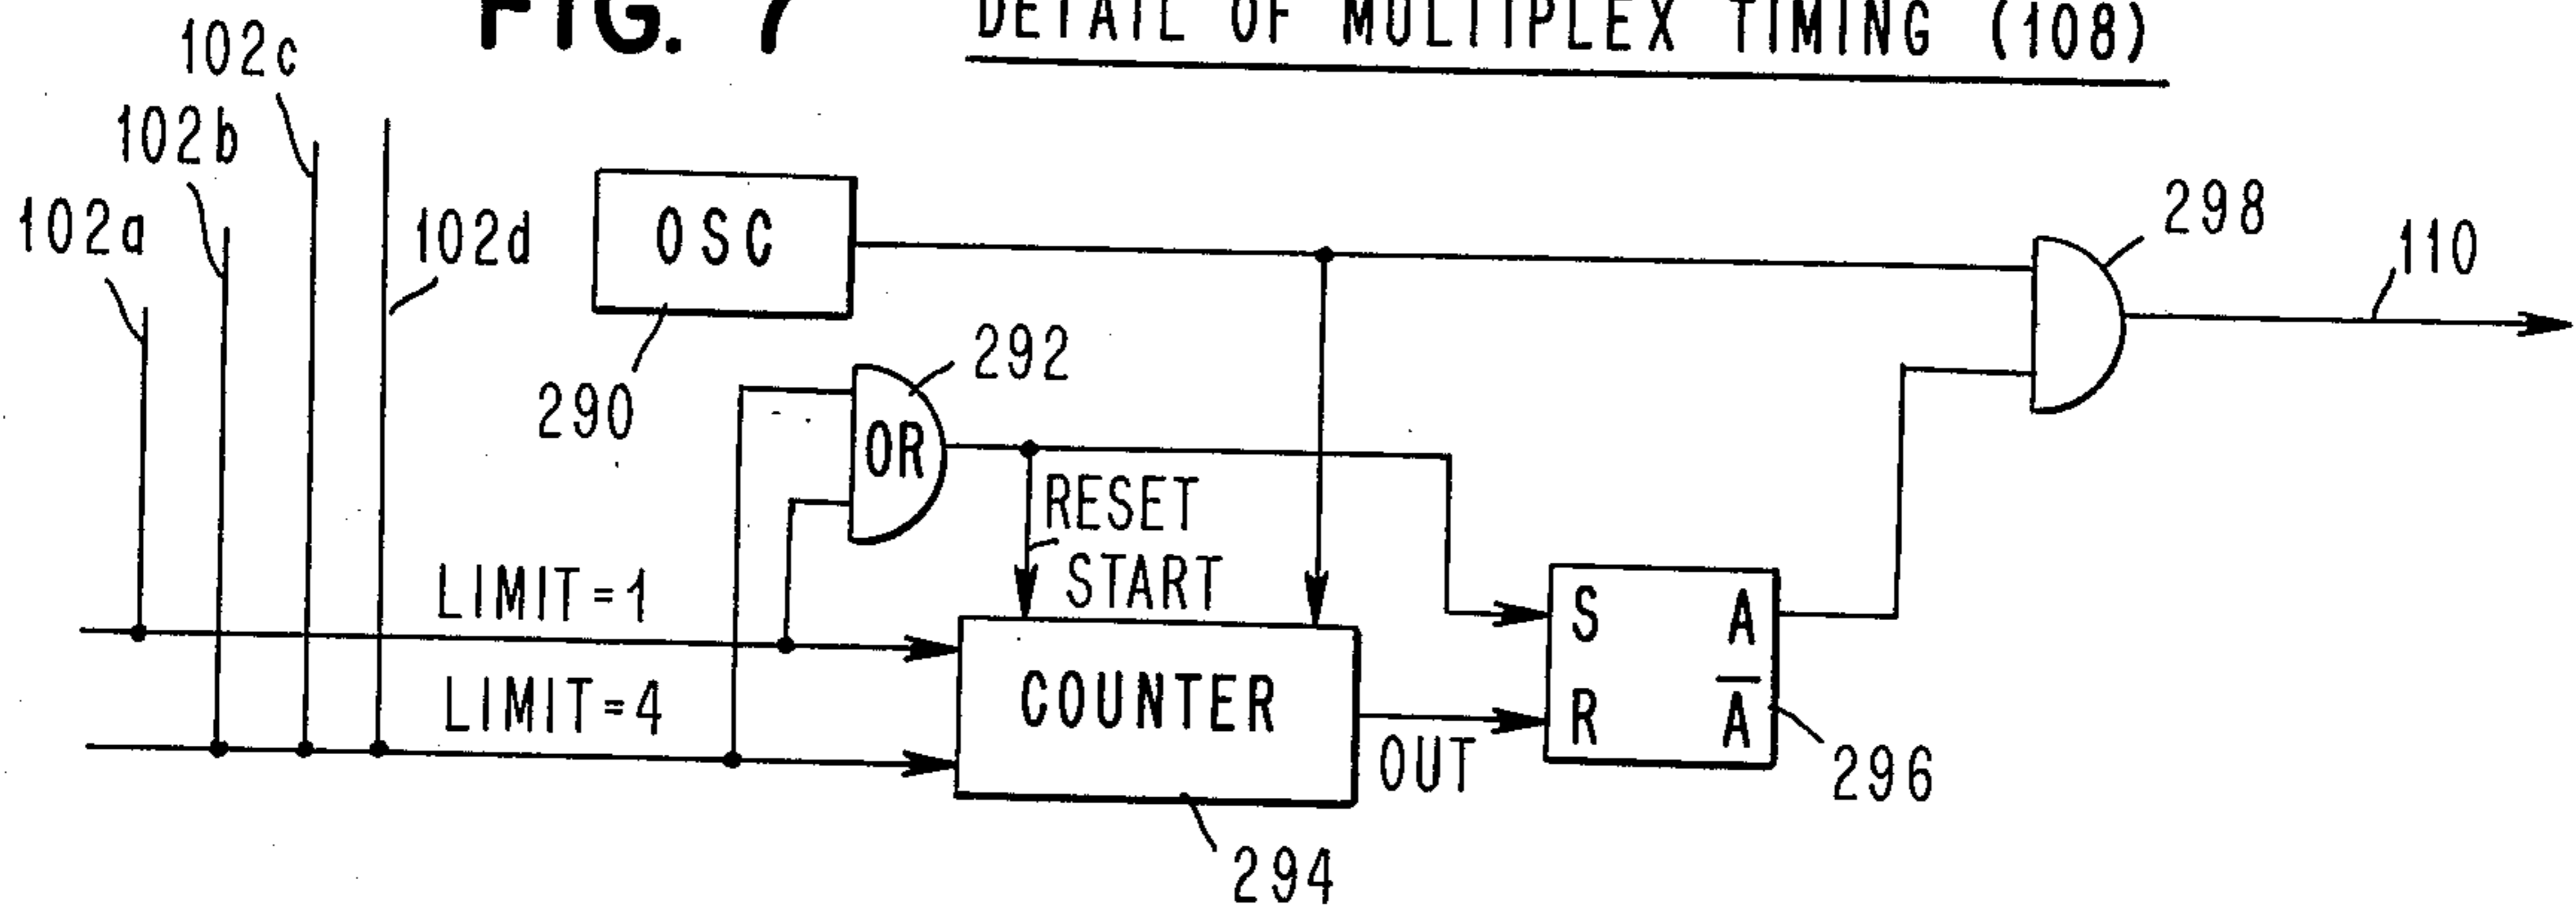 FIG. 7 DETAIL OF MULTIPLEX TIMING (108)
102c
102b
102a
102d
OSC
290
292
OR
298
110
RESET
START
LIMIT=1
LIMIT=4
COUNTER
OUT
S A
R A̅
296
294